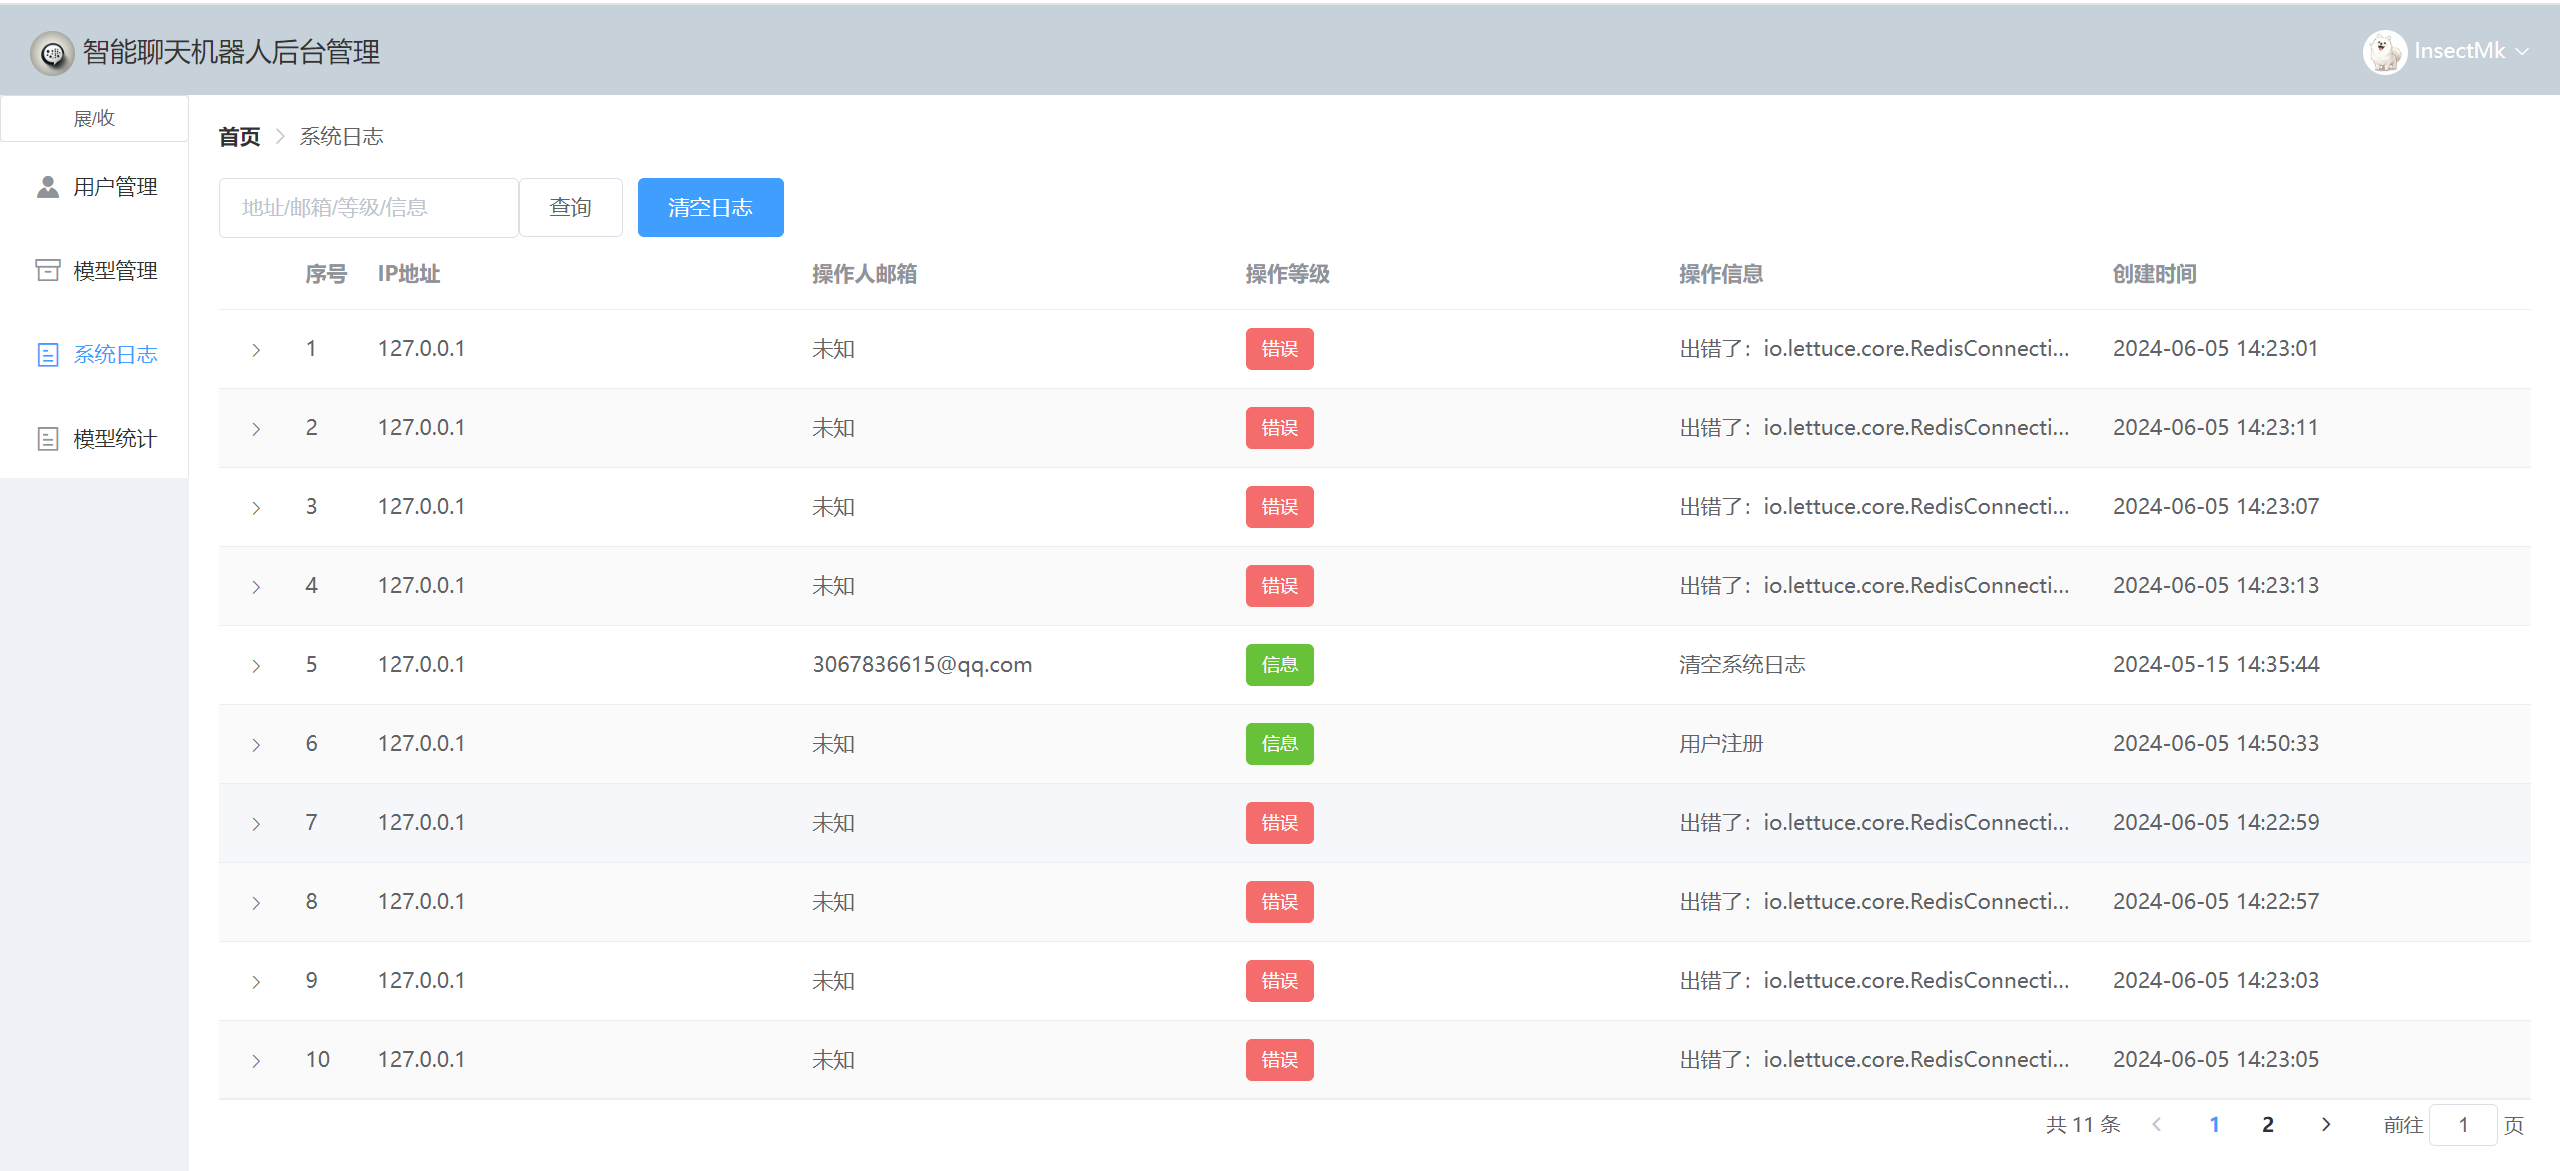 智能聊天机器人后台管理
InsectMk
展/收
用户管理
模型管理
系统日志
模型统计
首页 系统日志
地址/邮箱/等级/信息 查询 清空日志
序号 IP地址 操作人邮箱 操作等级 操作信息 创建时间
1 127.0.0.1 未知 错误 出错了：io.lettuce.core.RedisConnecti... 2024-06-05 14:23:01
2 127.0.0.1 未知 错误 出错了：io.lettuce.core.RedisConnecti... 2024-06-05 14:23:11
3 127.0.0.1 未知 错误 出错了：io.lettuce.core.RedisConnecti... 2024-06-05 14:23:07
4 127.0.0.1 未知 错误 出错了：io.lettuce.core.RedisConnecti... 2024-06-05 14:23:13
5 127.0.0.1 3067836615@qq.com 信息 清空系统日志 2024-05-15 14:35:44
6 127.0.0.1 未知 信息 用户注册 2024-06-05 14:50:33
7 127.0.0.1 未知 错误 出错了：io.lettuce.core.RedisConnecti... 2024-06-05 14:22:59
8 127.0.0.1 未知 错误 出错了：io.lettuce.core.RedisConnecti... 2024-06-05 14:22:57
9 127.0.0.1 未知 错误 出错了：io.lettuce.core.RedisConnecti... 2024-06-05 14:23:03
10 127.0.0.1 未知 错误 出错了：io.lettuce.core.RedisConnecti... 2024-06-05 14:23:05
共 11 条 1 2 前往 1 页